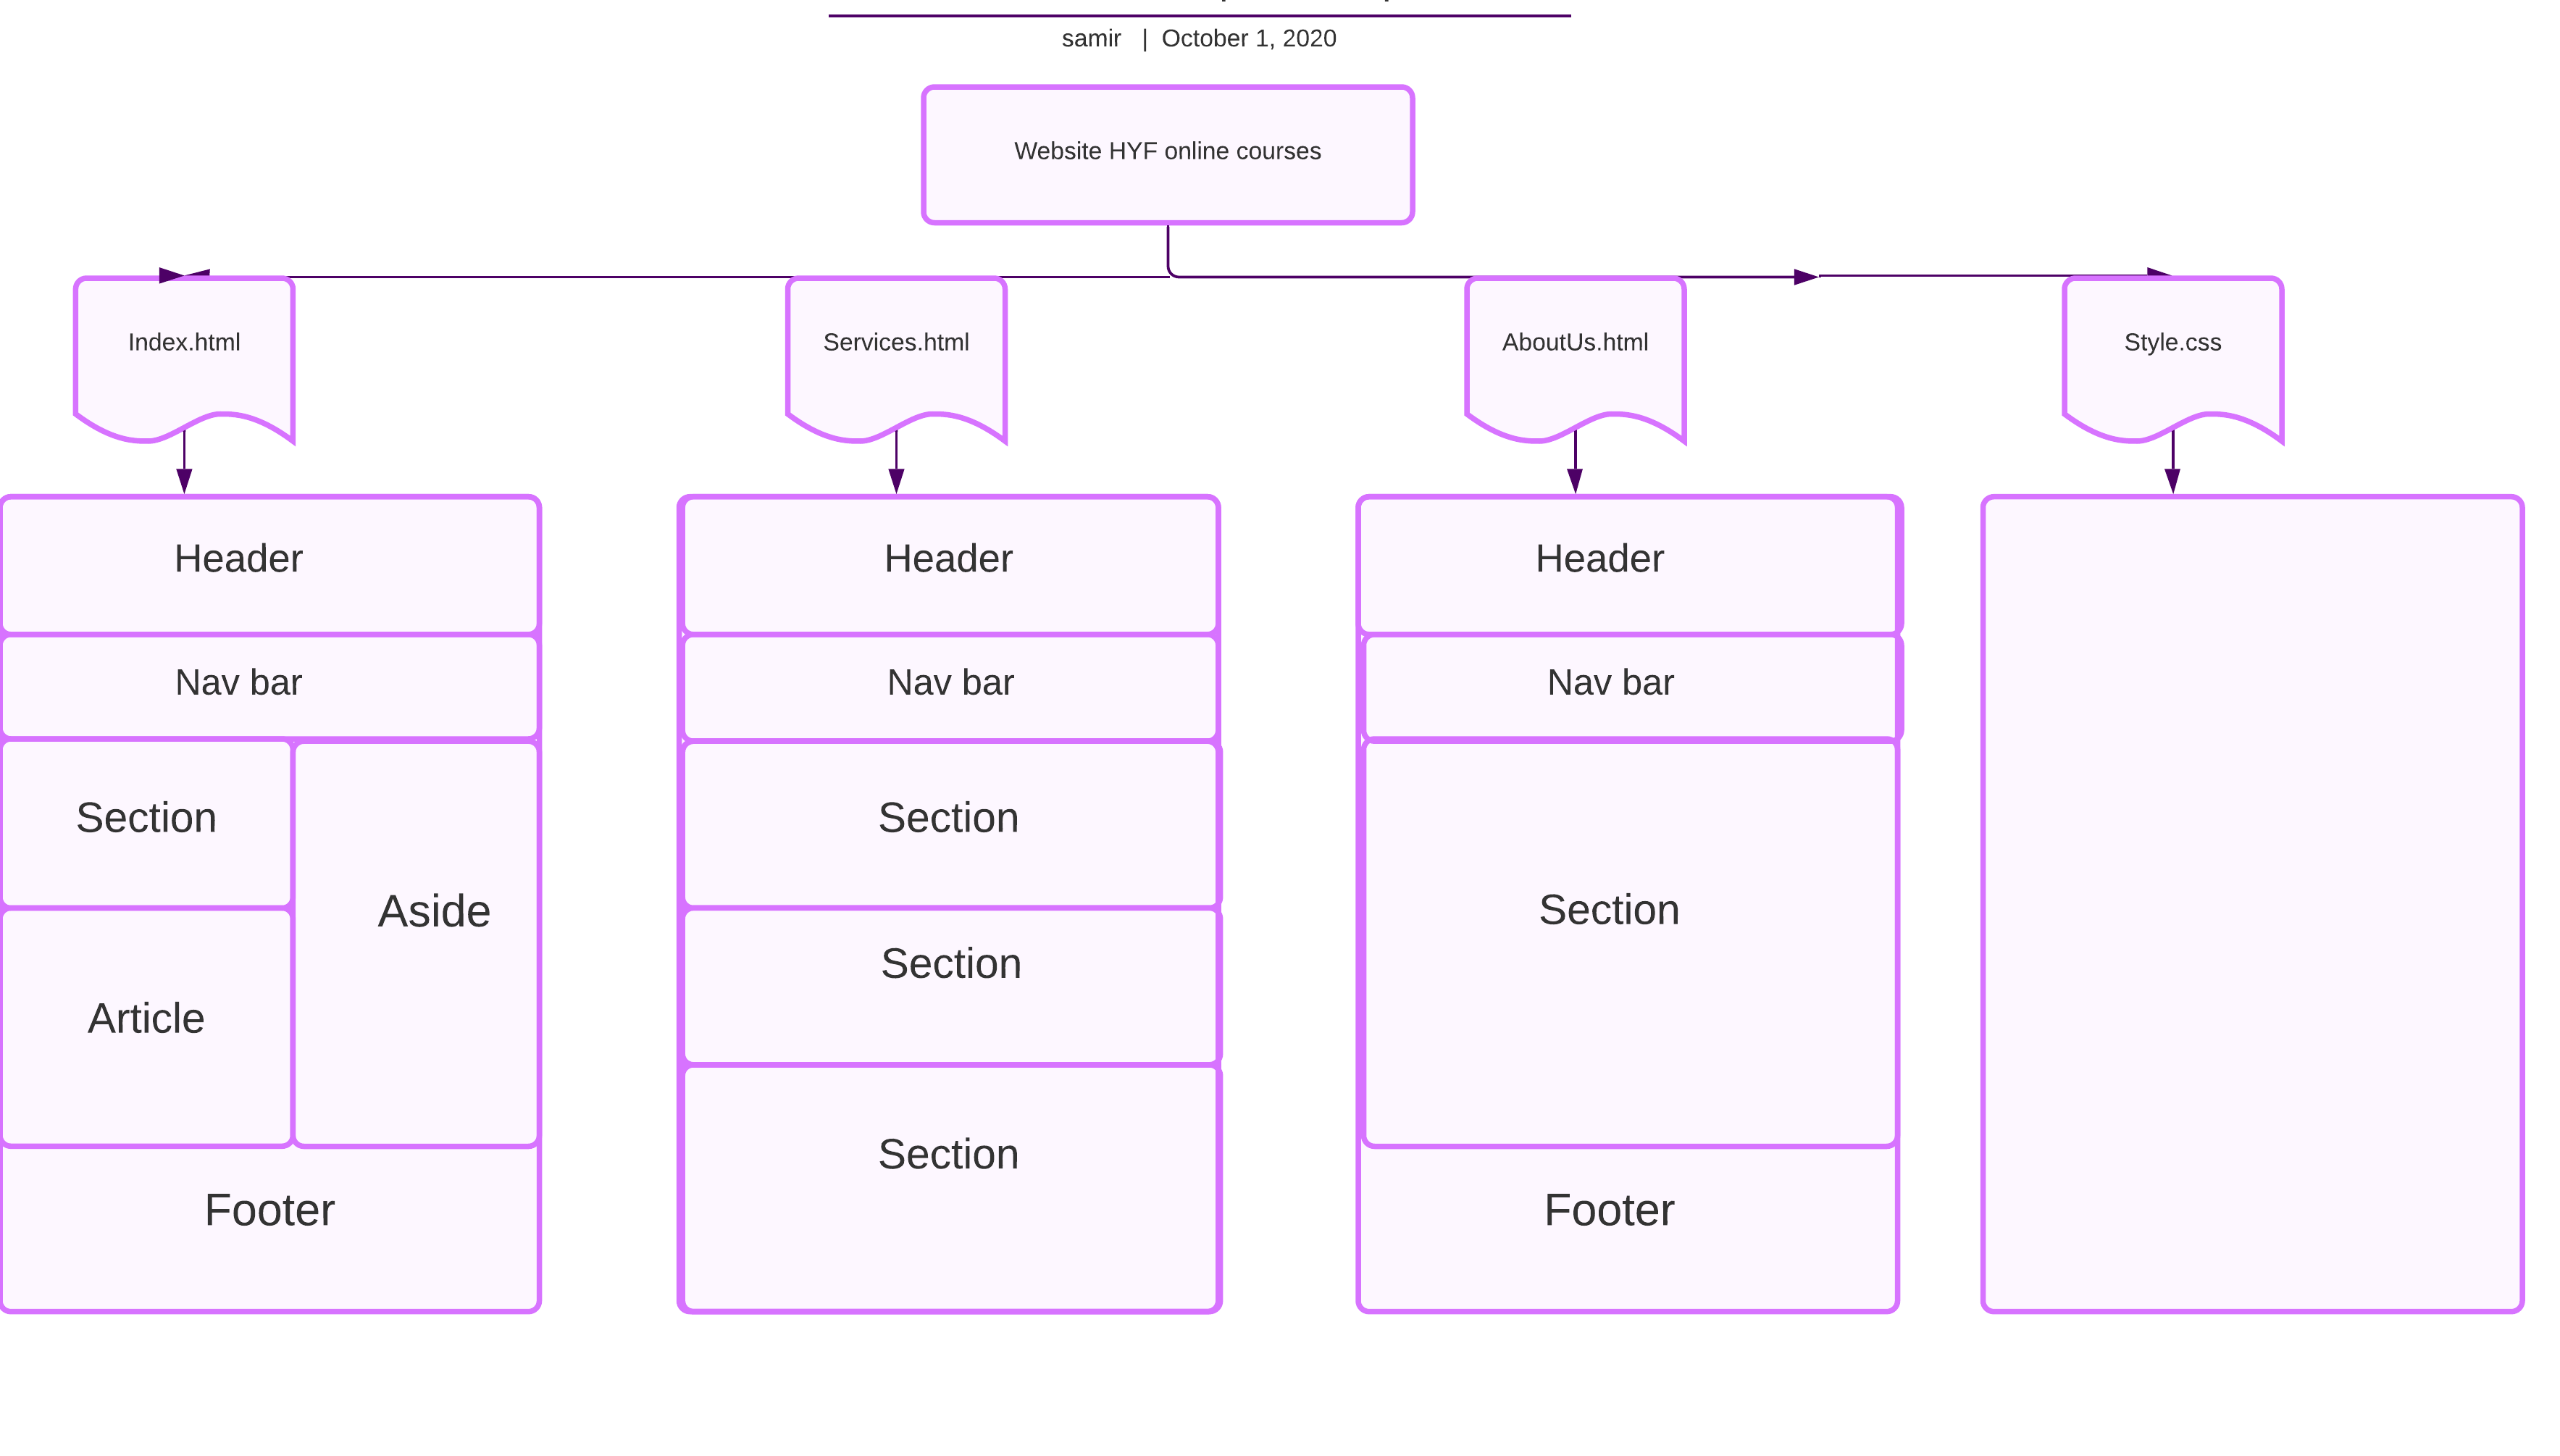 samir | October 1, 2020
Website HYF online courses
Index.html
Services.html
AboutUs.html
Style.css
Header
Nav bar
Section
Aside
Article
Footer
Header
Nav bar
Section
Section
Section
Header
Nav bar
Section
Footer